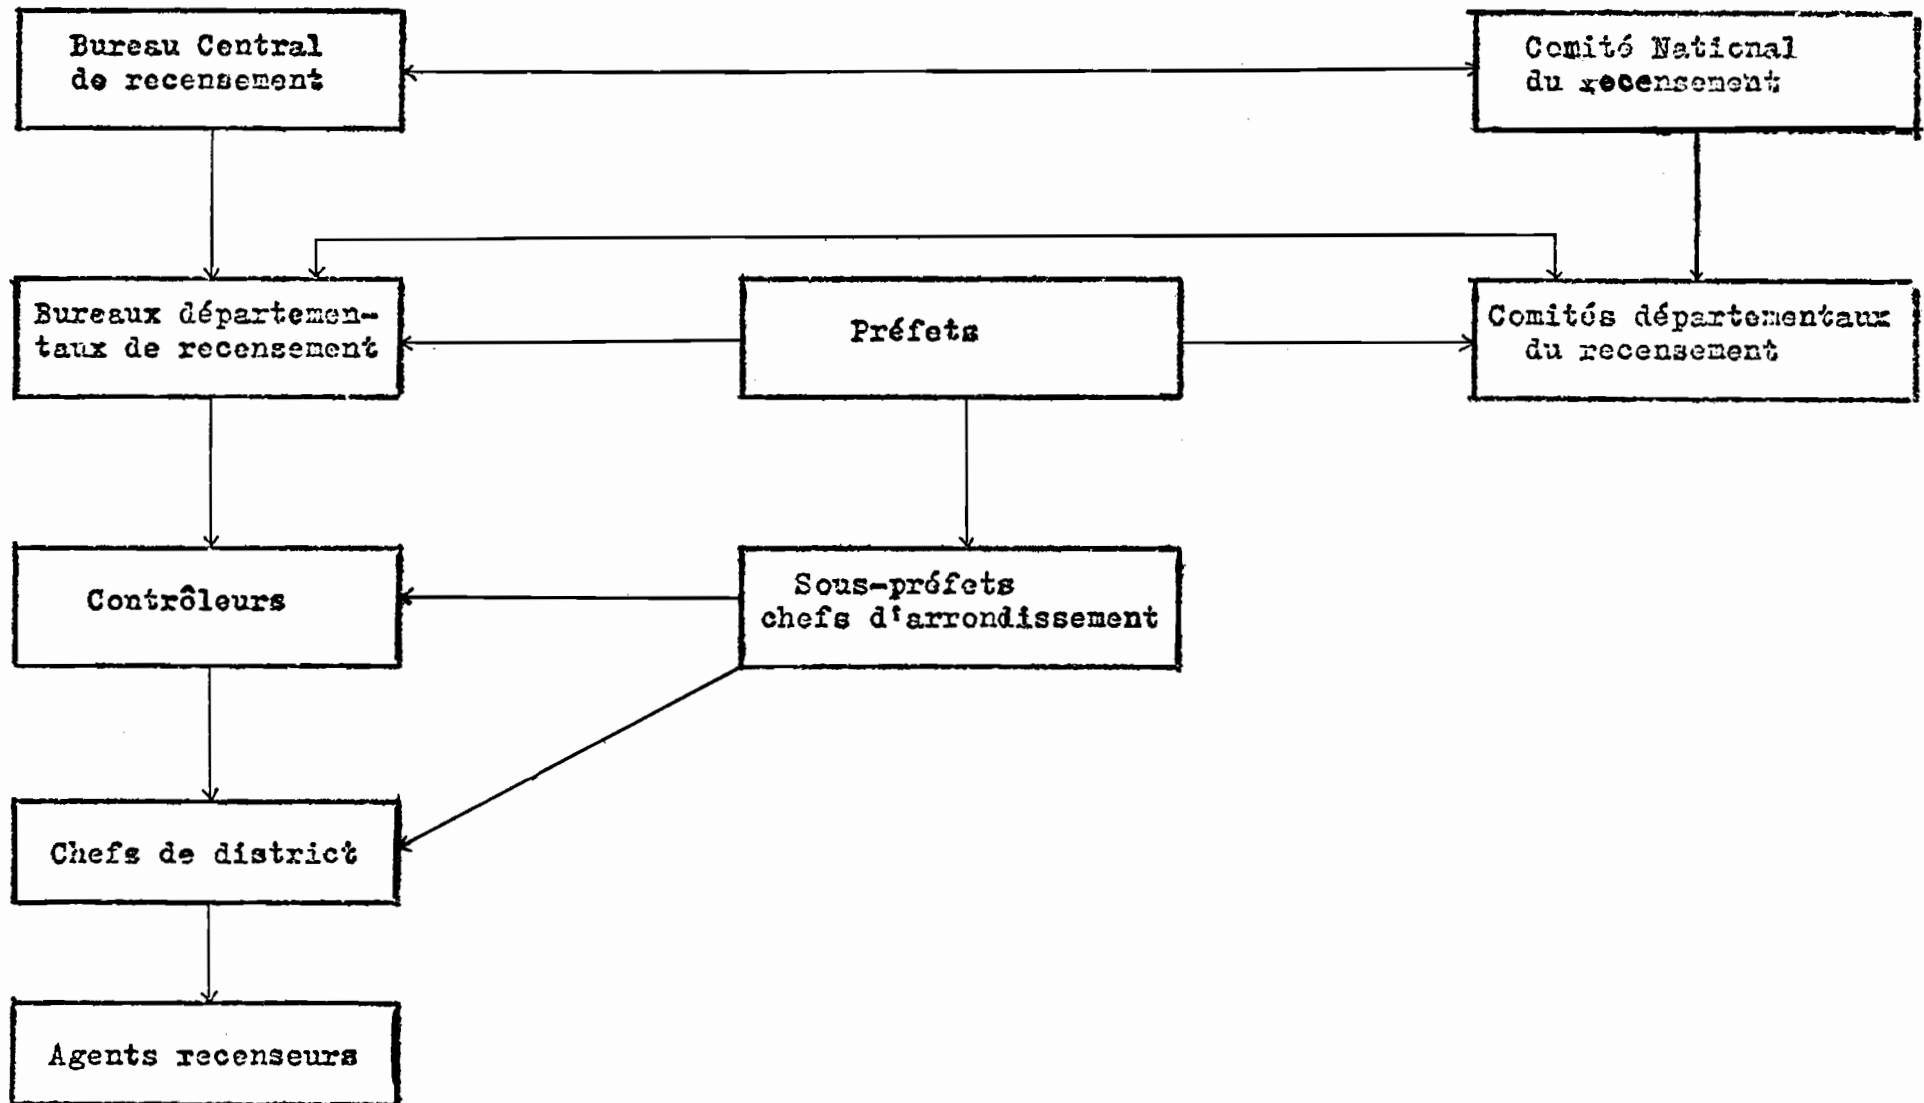 Bureau Central
de recensement
Comité National
du recensement
Bureaux départemen-
taux de recensement
Préfets
Comités départementaux
du recensement
Contrôleurs
Sous-préfets
chefs d'arrondissement
Chefs de district
Agents recenseurs